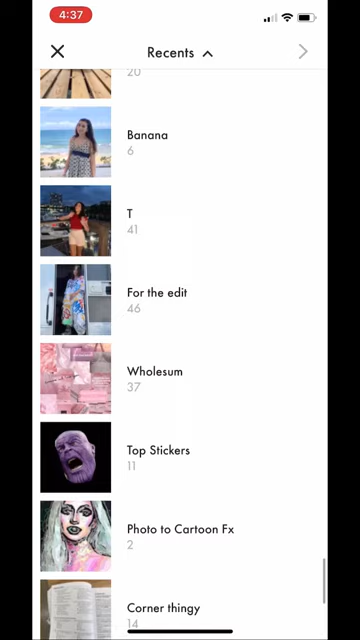 4:37
Recents
20
Banana
6
T
41
For the edit
46
Wholesum
37
Top Stickers
11
Photo to Cartoon Fx
2
Corner thingy
14